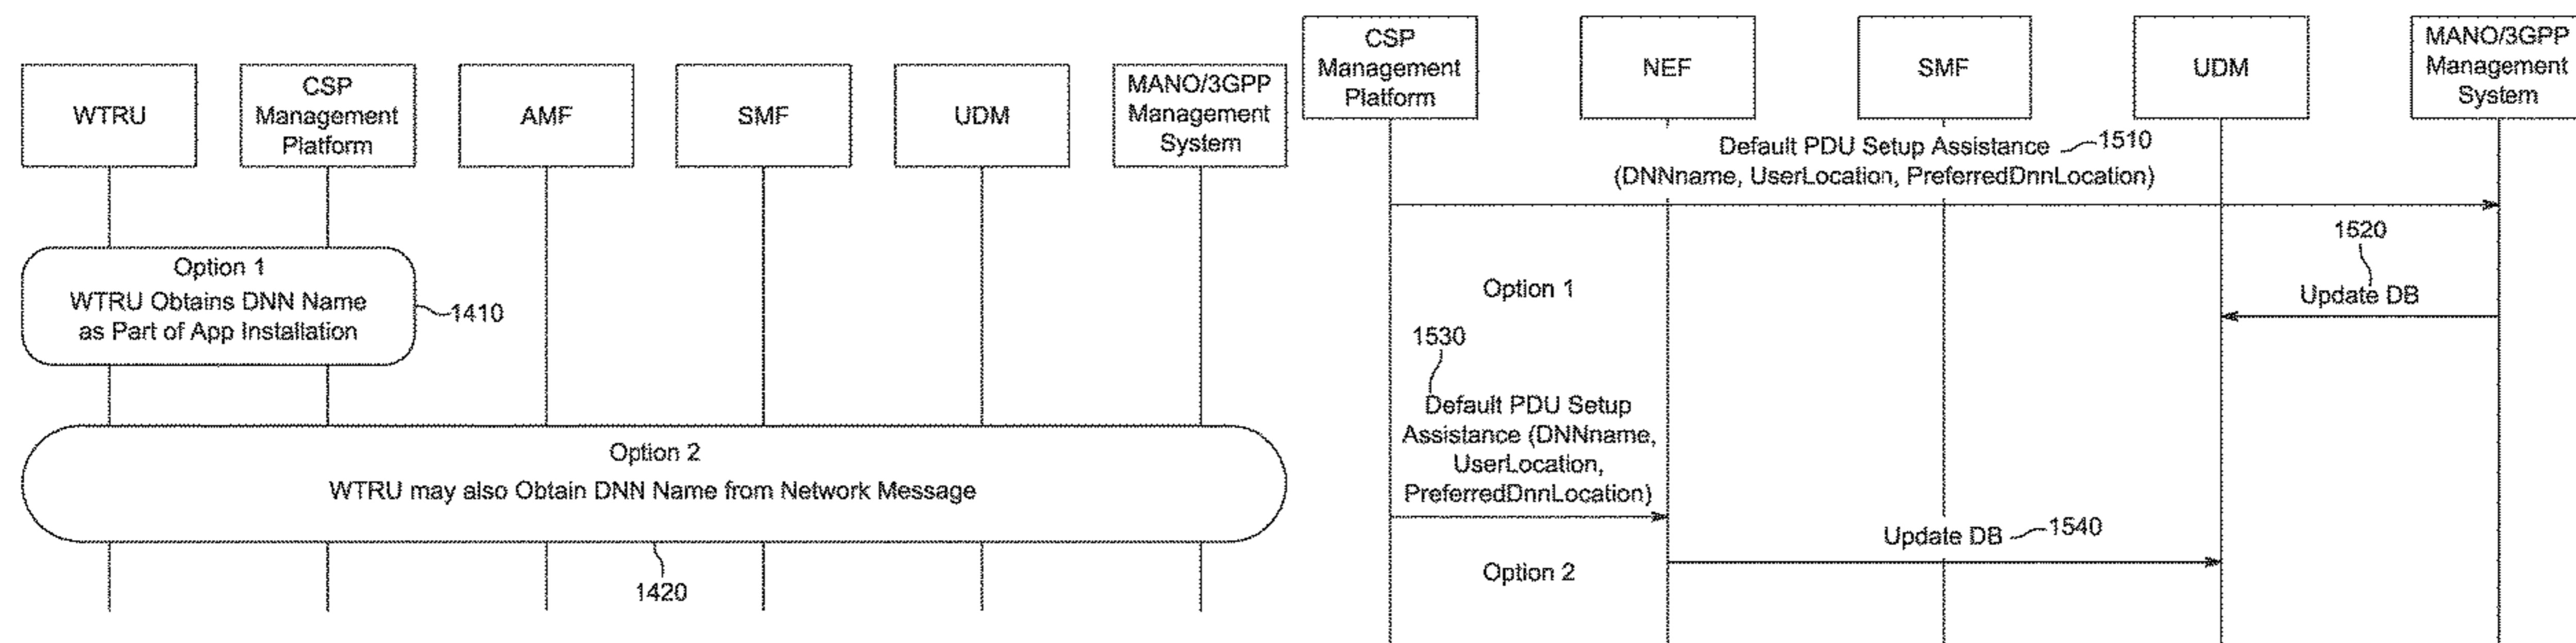 WTRU
CSP
Management
Platform
AMF
SMF
UDM
MANO/3GPP
Management
System
Option 1
WTRU Obtains DNN Name
as Part of App Installation
1410
Option 2
WTRU may also Obtain DNN Name from Network Message
1420
CSP
Management
Platform
NEF
SMF
UDM
MANO/3GPP
Management
System
Default PDU Setup Assistance 1510
(DNNname, UserLocation, PreferredDnnLocation)
1520
Update DB
Option 1
1530
Default PDU Setup
Assistance (DNNname,
UserLocation,
PreferredDnnLocation)
Update DB 1540
Option 2